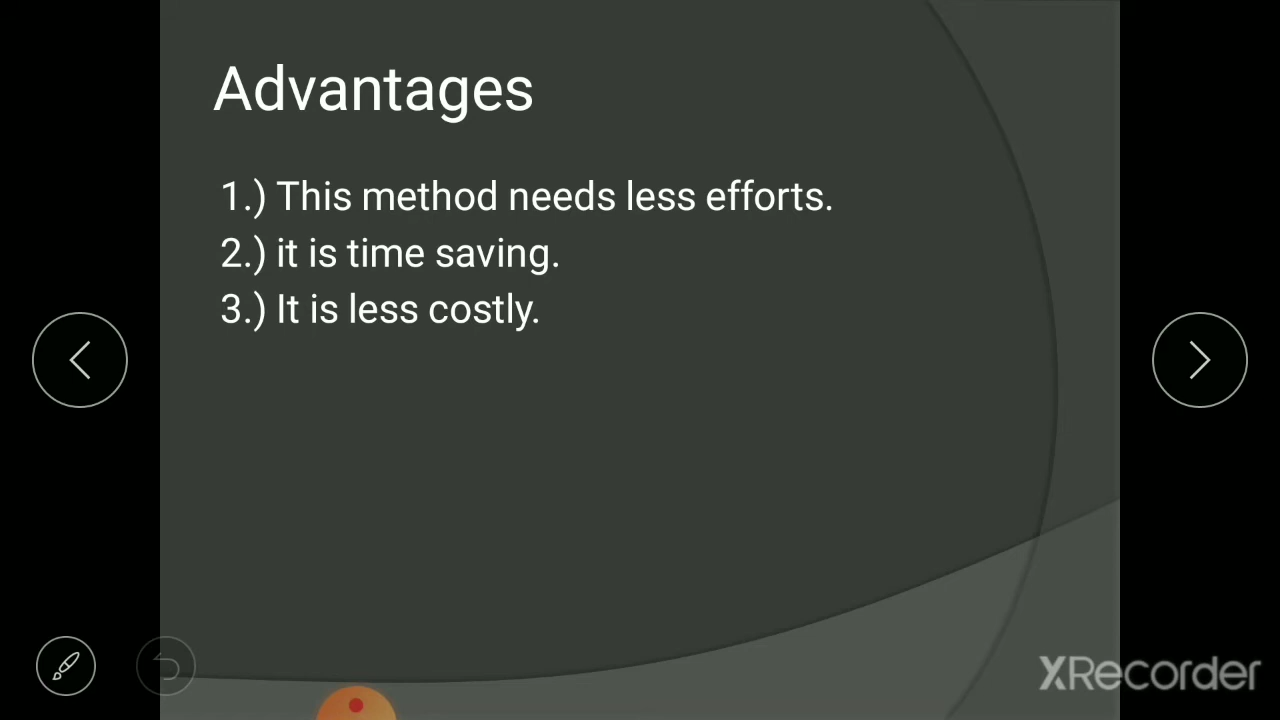 Advantages
1.) This method needs less efforts.
2.) it is time saving.
3.) It is less costly.
XRecorder